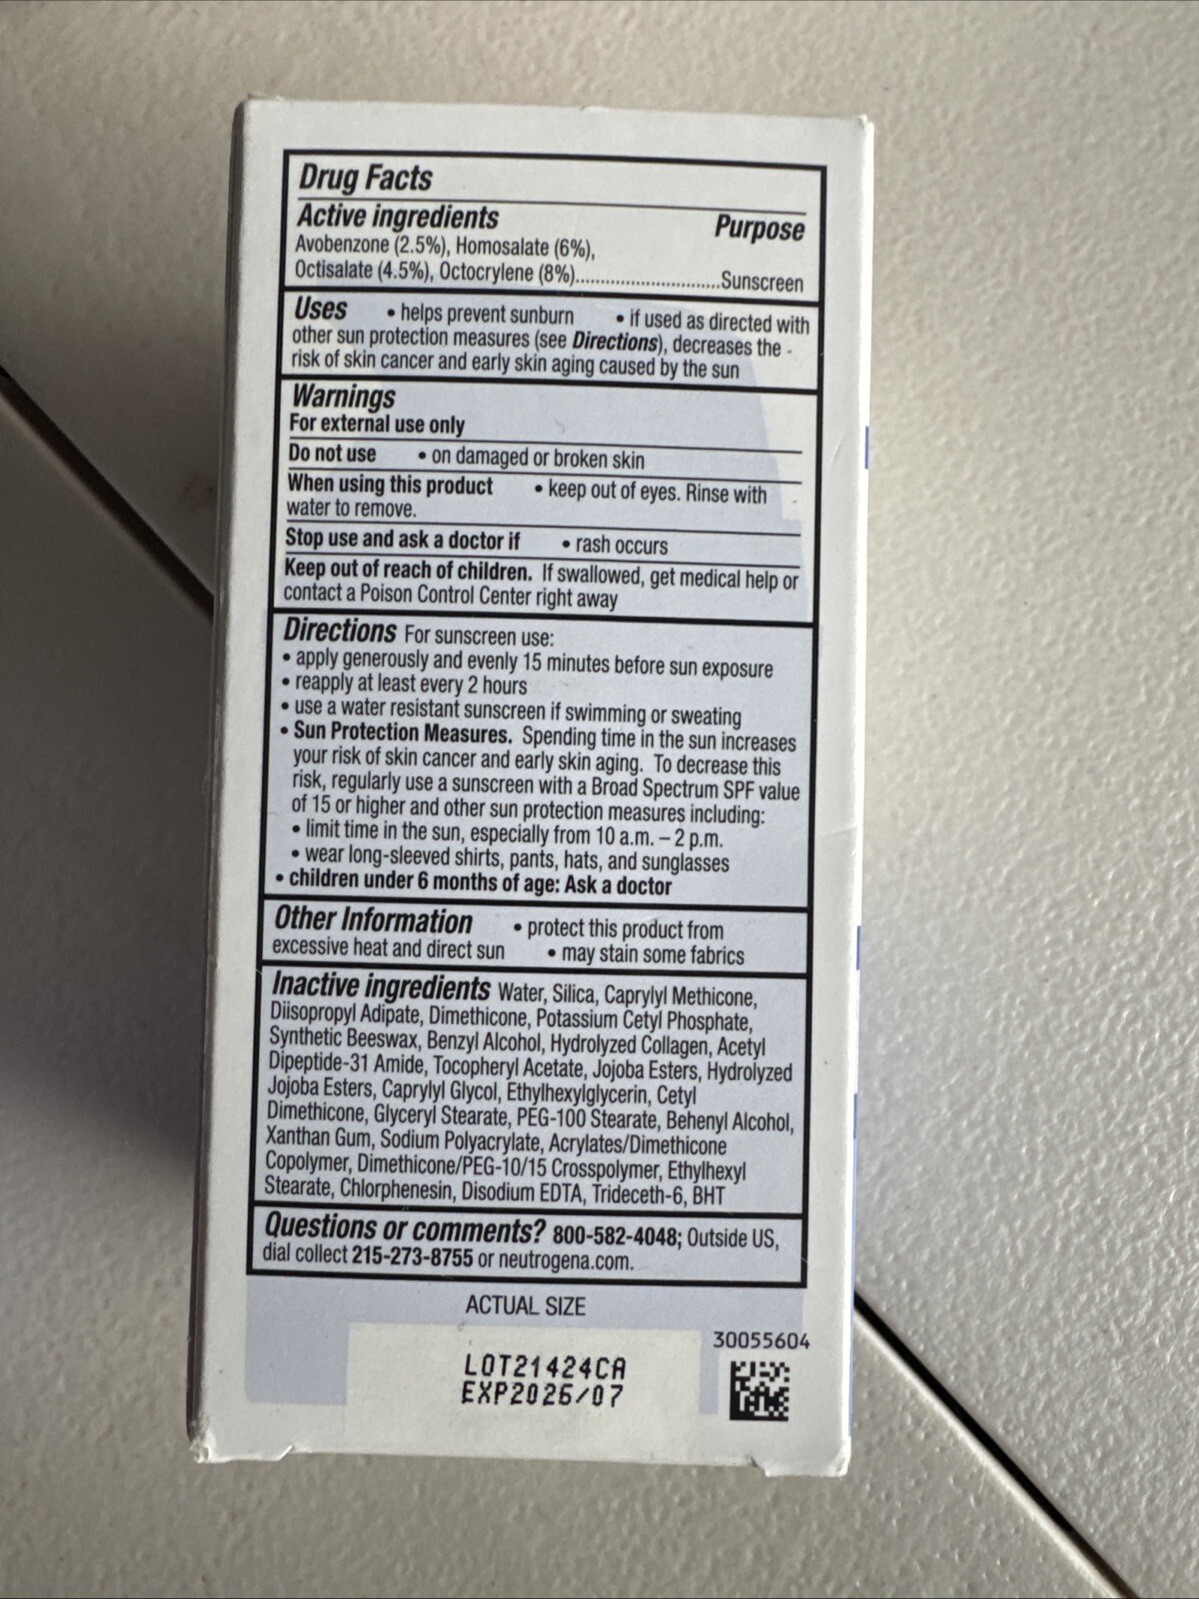 Drug Facts
Active ingredients Purpose
Avobenzone (2.5%), Homosalate (6%),
Octisalate (4.5%), Octocrylene (8%)............................Sunscreen
Uses • helps prevent sunburn • if used as directed with
other sun protection measures (see Directions), decreases the
risk of skin cancer and early skin aging caused by the sun
Warnings
For external use only
Do not use • on damaged or broken skin
When using this product • keep out of eyes. Rinse with
water to remove.
Stop use and ask a doctor if • rash occurs
Keep out of reach of children. If swallowed, get medical help or
contact a Poison Control Center right away
Directions For sunscreen use:
• apply generously and evenly 15 minutes before sun exposure
• reapply at least every 2 hours
• use a water resistant sunscreen if swimming or sweating
• Sun Protection Measures. Spending time in the sun increases
your risk of skin cancer and early skin aging. To decrease this
risk, regularly use a sunscreen with a Broad Spectrum SPF value
of 15 or higher and other sun protection measures including:
• limit time in the sun, especially from 10 a.m. – 2 p.m.
• wear long-sleeved shirts, pants, hats, and sunglasses
• children under 6 months of age: Ask a doctor
Other Information • protect this product from
excessive heat and direct sun • may stain some fabrics
Inactive ingredients Water, Silica, Caprylyl Methicone,
Diisopropyl Adipate, Dimethicone, Potassium Cetyl Phosphate,
Synthetic Beeswax, Benzyl Alcohol, Hydrolyzed Collagen, Acetyl
Dipeptide-31 Amide, Tocopheryl Acetate, Jojoba Esters, Hydrolyzed
Jojoba Esters, Caprylyl Glycol, Ethylhexylglycerin, Cetyl
Dimethicone, Glyceryl Stearate, PEG-100 Stearate, Behenyl Alcohol,
Xanthan Gum, Sodium Polyacrylate, Acrylates/Dimethicone
Copolymer, Dimethicone/PEG-10/15 Crosspolymer, Ethylhexyl
Stearate, Chlorphenesin, Disodium EDTA, Trideceth-6, BHT
Questions or comments? 800-582-4048; Outside US,
dial collect 215-273-8755 or neutrogena.com.
ACTUAL SIZE
30055604
LOT21424CA
EXP2026/07